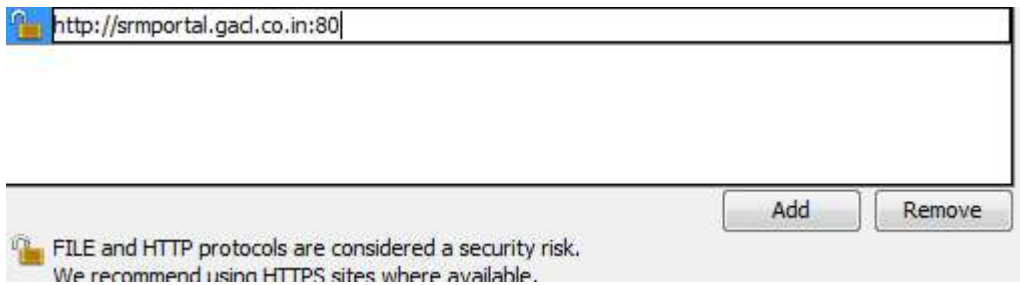 http://srmportal.gacl.co.in:80
Add
Remove
FILE and HTTP protocols are considered a security risk.
We recommend using HTTPS sites where available.